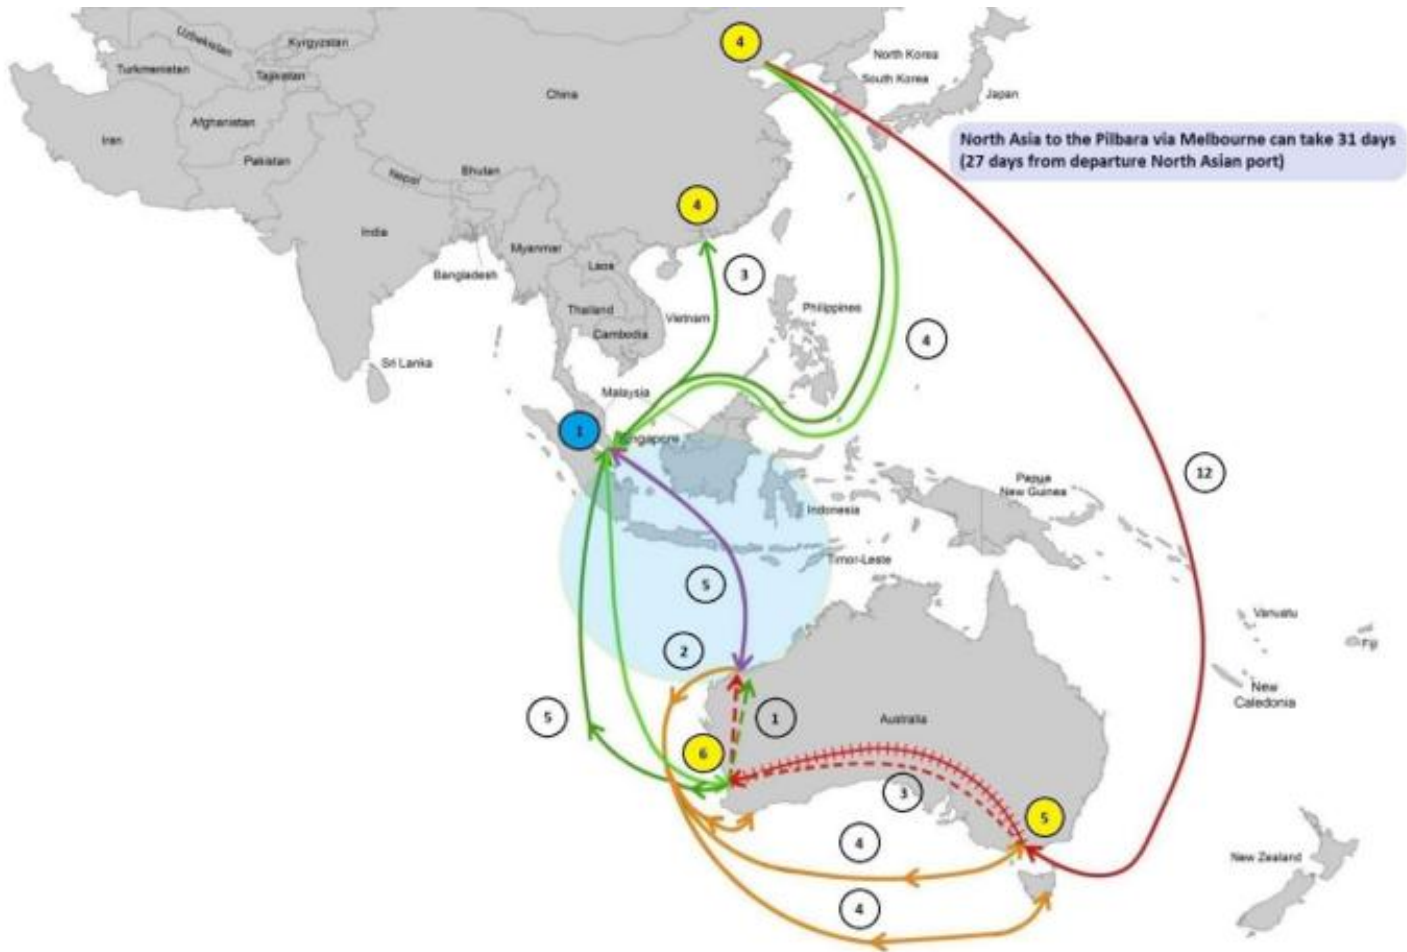 4
Uzbekistan
Kyrgyzstan
North Korea
Turkmenistan
Tajikistan
South Korea
China
Japan
Afghanistan
Iran
North Asia to the Pilbara via Melbourne can take 31 days
(27 days from departure North Asian port)
Pakistan
Nepal
Bhutan
4
India
Myanmar
Laos
Bangladesh
3
Thailand
Vietnam
Philippines
Cambodia
4
Sri Lanka
Malaysia
1
Singapore
12
Papua
New Guinea
Indonesia
Timor-Leste
5
Vanuatu
2
Fiji
New
Caledonia
5
1
Australia
6
3
5
4
New Zealand
4